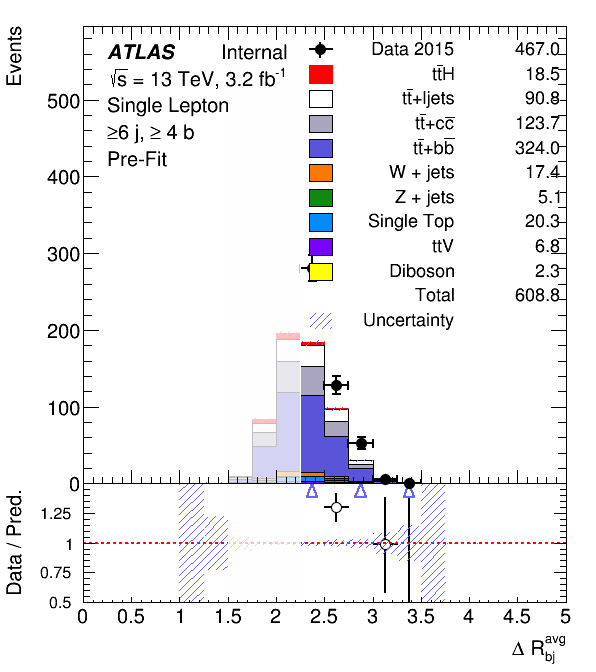 Events
ATLAS Internal
√s = 13 TeV, 3.2 fb⁻¹
Single Lepton
≥6 j, ≥ 4 b
Pre-Fit
Data 2015 467.0
tt̄H 18.5
tt̄+ljets 90.8
tt̄+cc̄ 123.7
tt̄+bb̄ 324.0
W + jets 17.4
Z + jets 5.1
Single Top 20.3
ttV 6.8
Diboson 2.3
Total 608.8
Uncertainty
500
400
300
200
100
0
Data / Pred.
1.25
1
0.75
0.5
0 0.5 1 1.5 2 2.5 3 3.5 4 4.5 5
Δ R_bj^avg